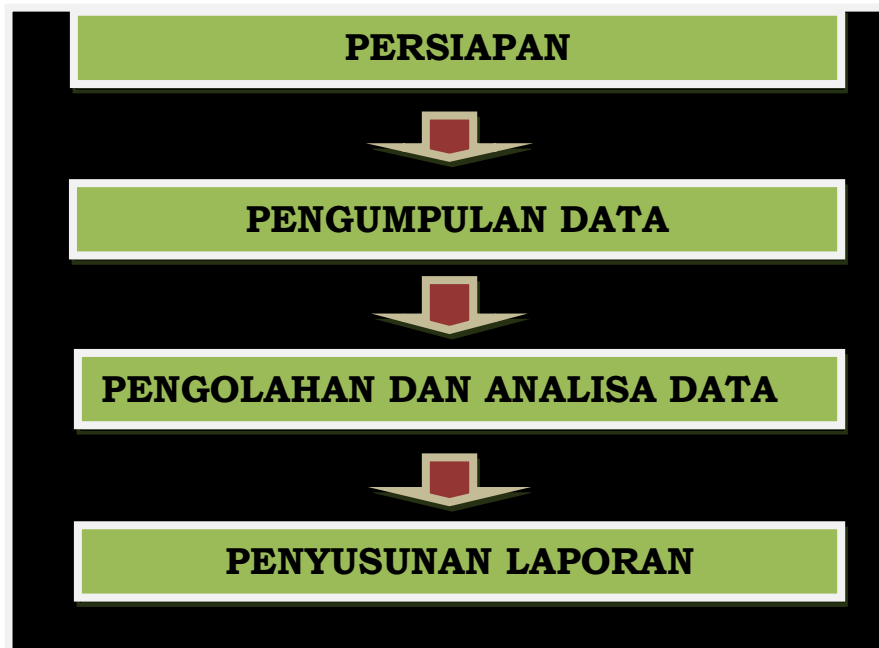 PERSIAPAN
PENGUMPULAN DATA
PENGOLAHAN DAN ANALISA DATA
PENYUSUNAN LAPORAN